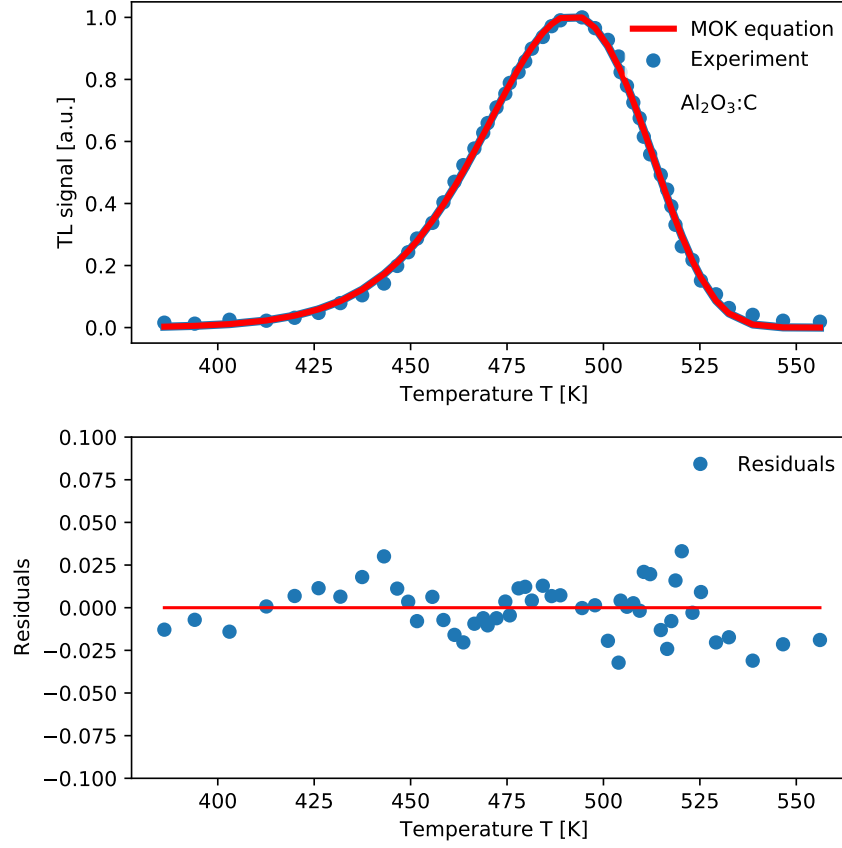 MOK equation
Experiment
Al₂O₃:C
TL signal [a.u.]
1.0
0.8
0.6
0.4
0.2
0.0
400 425 450 475 500 525 550
Temperature T [K]
Residuals
Residuals
0.100
0.075
0.050
0.025
0.000
−0.025
−0.050
−0.075
−0.100
400 425 450 475 500 525 550
Temperature T [K]